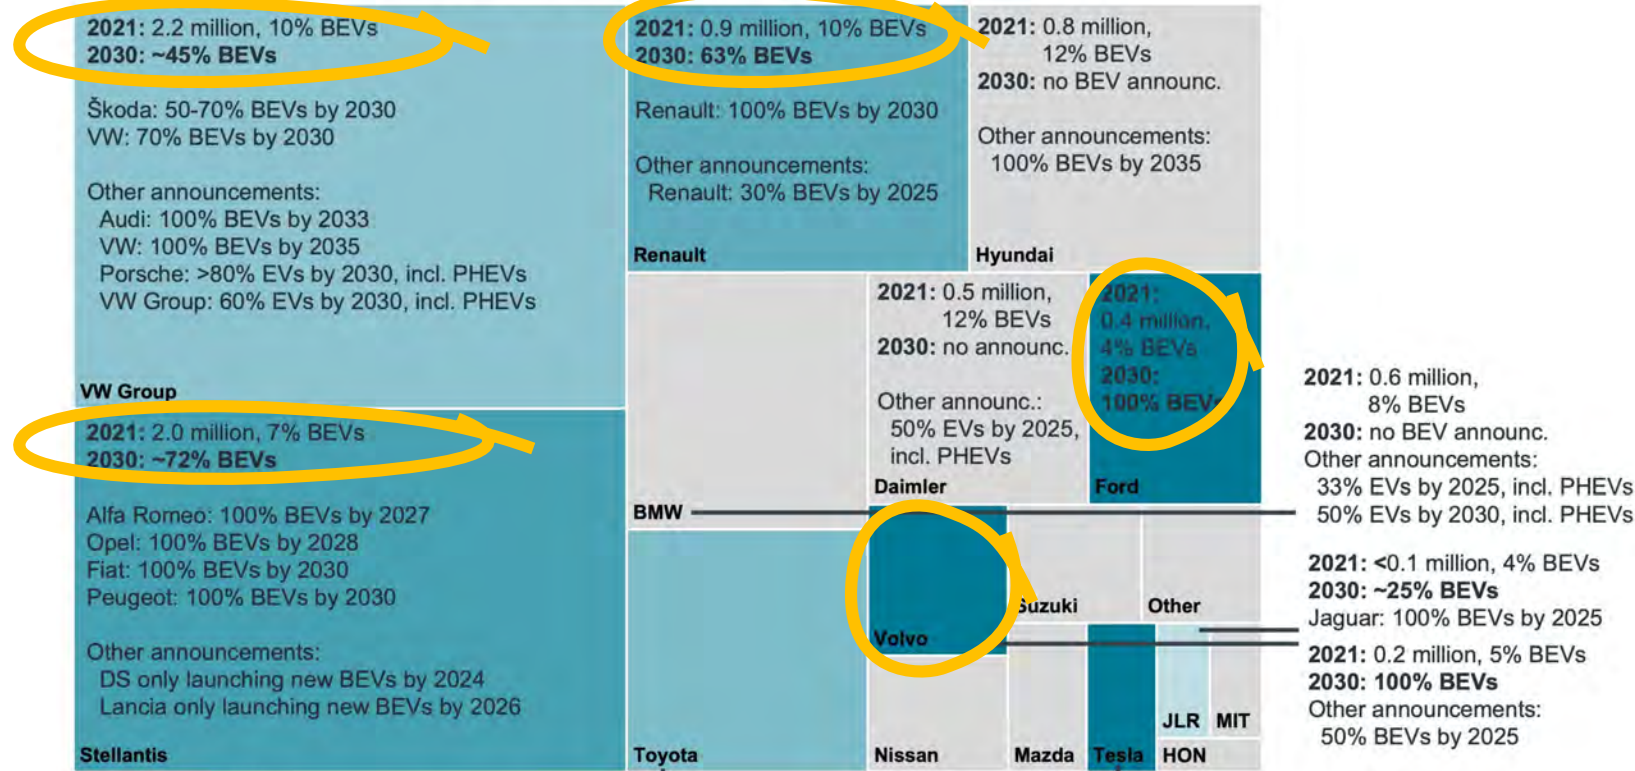 2021: 2.2 million, 10% BEVs
2030: ~45% BEVs
Škoda: 50-70% BEVs by 2030
VW: 70% BEVs by 2030
Other announcements:
Audi: 100% BEVs by 2033
VW: 100% BEVs by 2035
Porsche: >80% EVs by 2030, incl. PHEVs
VW Group: 60% EVs by 2030, incl. PHEVs
VW Group
2021: 2.0 million, 7% BEVs
2030: ~72% BEVs
Alfa Romeo: 100% BEVs by 2027
Opel: 100% BEVs by 2028
Fiat: 100% BEVs by 2030
Peugeot: 100% BEVs by 2030
Other announcements:
DS only launching new BEVs by 2024
Lancia only launching new BEVs by 2026
Stellantis
2021: 0.9 million, 10% BEVs
2030: 63% BEVs
Renault: 100% BEVs by 2030
Other announcements:
Renault: 30% BEVs by 2025
Renault
2021: 0.8 million,
12% BEVs
2030: no BEV announc.
Other announcements:
100% BEVs by 2035
Hyundai
BMW
2021: 0.5 million,
12% BEVs
2030: no announc.
Other announc.:
50% EVs by 2025,
incl. PHEVs
Daimler
2021:
0.4 million,
4% BEVs
2030:
100% BEVs
Ford
2021: 0.6 million,
8% BEVs
2030: no BEV announc.
Other announcements:
33% EVs by 2025, incl. PHEVs
50% EVs by 2030, incl. PHEVs
Toyota
Volvo
Suzuki
Other
Nissan
Mazda
Tesla
JLR
MIT
HON
2021: <0.1 million, 4% BEVs
2030: ~25% BEVs
Jaguar: 100% BEVs by 2025
2021: 0.2 million, 5% BEVs
2030: 100% BEVs
Other announcements:
50% BEVs by 2025